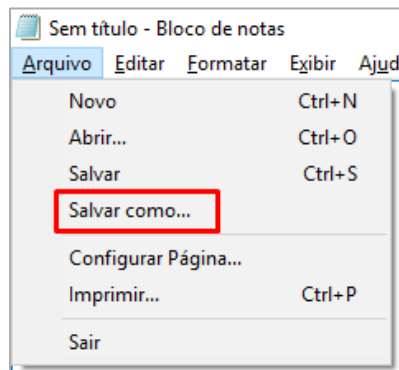 Sem título - Bloco de notas
Arquivo Editar Formatar Exibir Ajud
Novo Ctrl+N
Abrir... Ctrl+O
Salvar Ctrl+S
Salvar como...
Configurar Página...
Imprimir... Ctrl+P
Sair